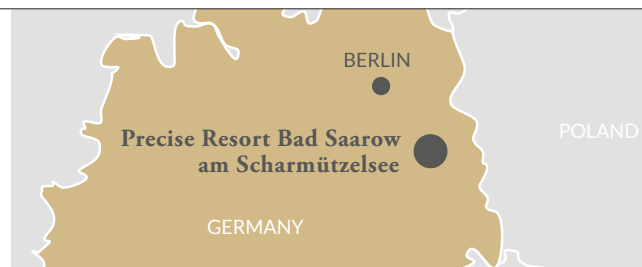 BERLIN
Precise Resort Bad Saarow
am Scharmützelsee
POLAND
GERMANY